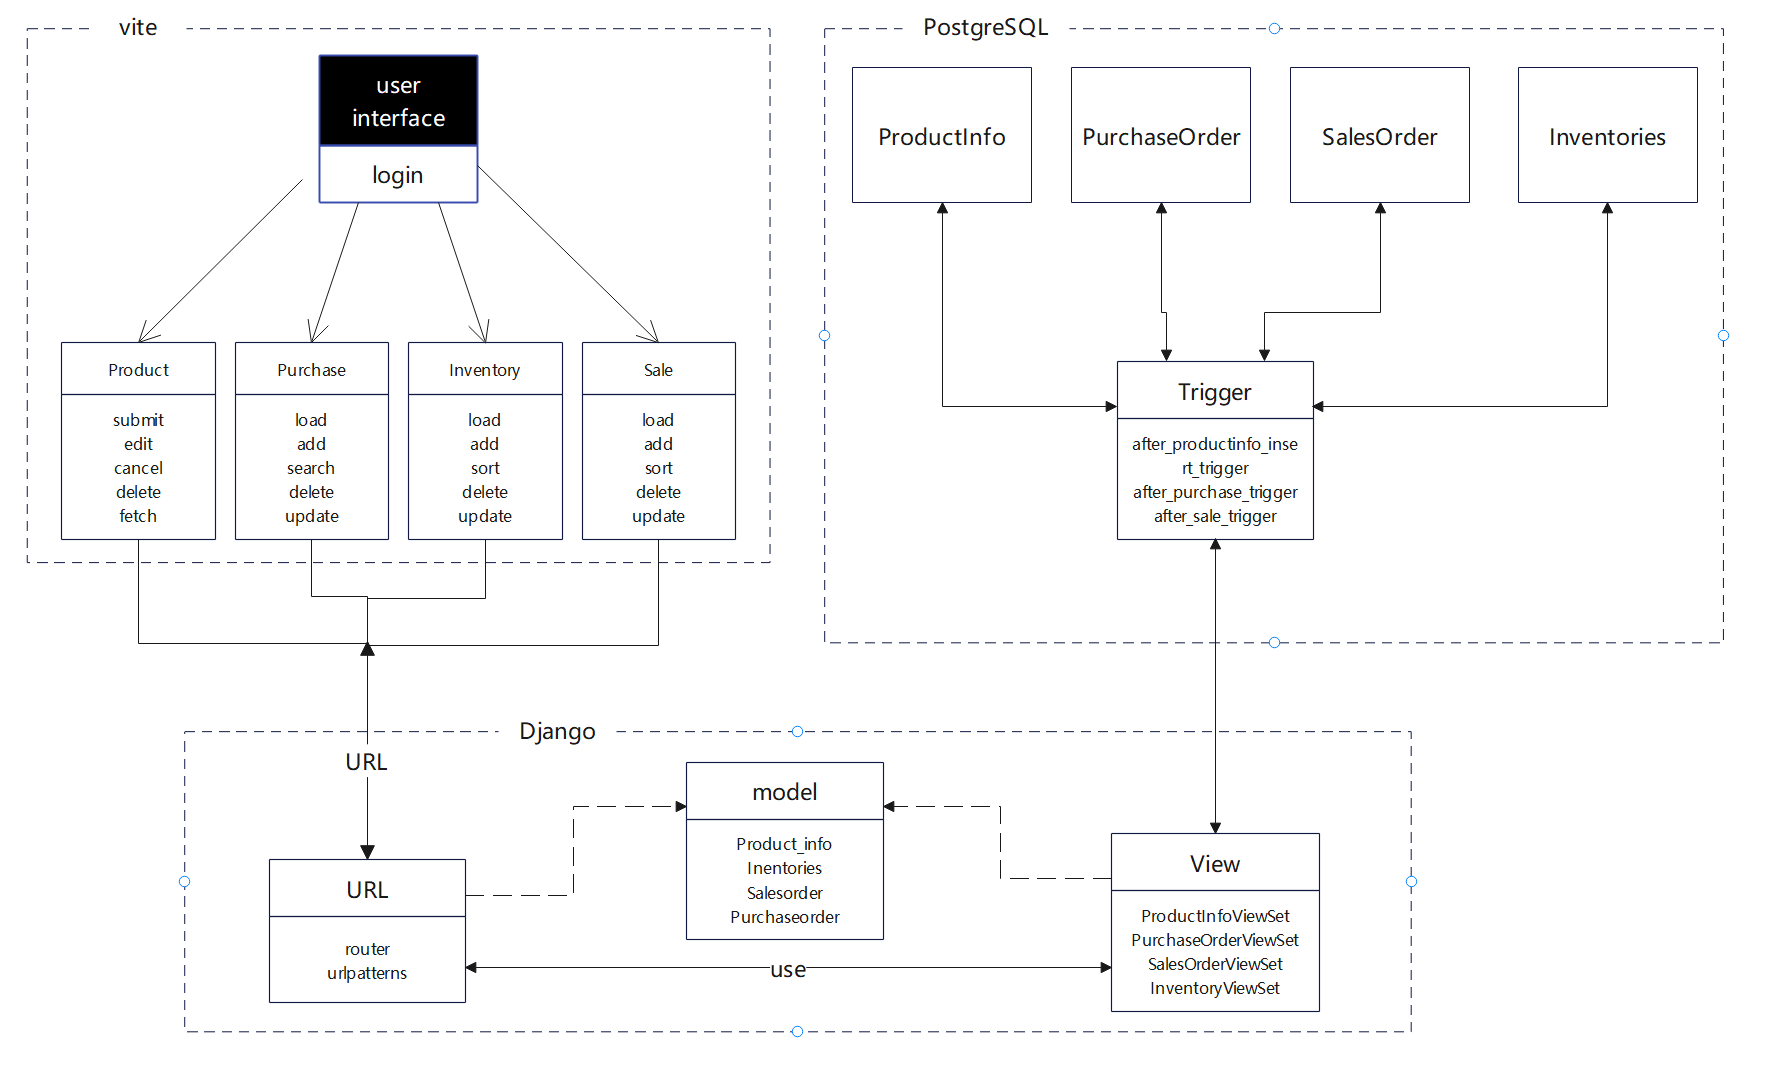 vite
user
interface
login
Product
submit
edit
cancel
delete
fetch
Purchase
load
add
search
delete
update
Inventory
load
add
sort
delete
update
Sale
load
add
sort
delete
update
PostgreSQL
ProductInfo
PurchaseOrder
SalesOrder
Inventories
Trigger
after_productinfo_inse
rt_trigger
after_purchase_trigger
after_sale_trigger
Django
URL
URL
router
urlpatterns
model
Product_info
Inentories
Salesorder
Purchaseorder
use
View
ProductInfoViewSet
PurchaseOrderViewSet
SalesOrderViewSet
InventoryViewSet